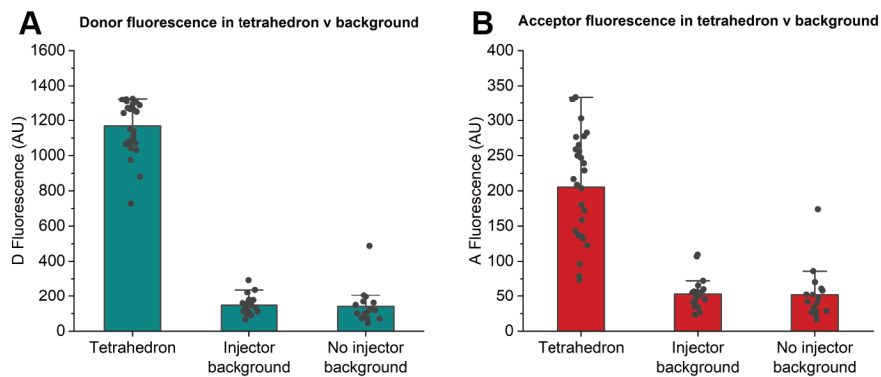 A
Donor fluorescence in tetrahedron v background
1600
1400
1200
1000
800
600
400
200
0
D Fluorescence (AU)
Tetrahedron
Injector
background
No injector
background
B
Acceptor fluorescence in tetrahedron v background
400
350
300
250
200
150
100
50
0
A Fluorescence (AU)
Tetrahedron
Injector
background
No injector
background